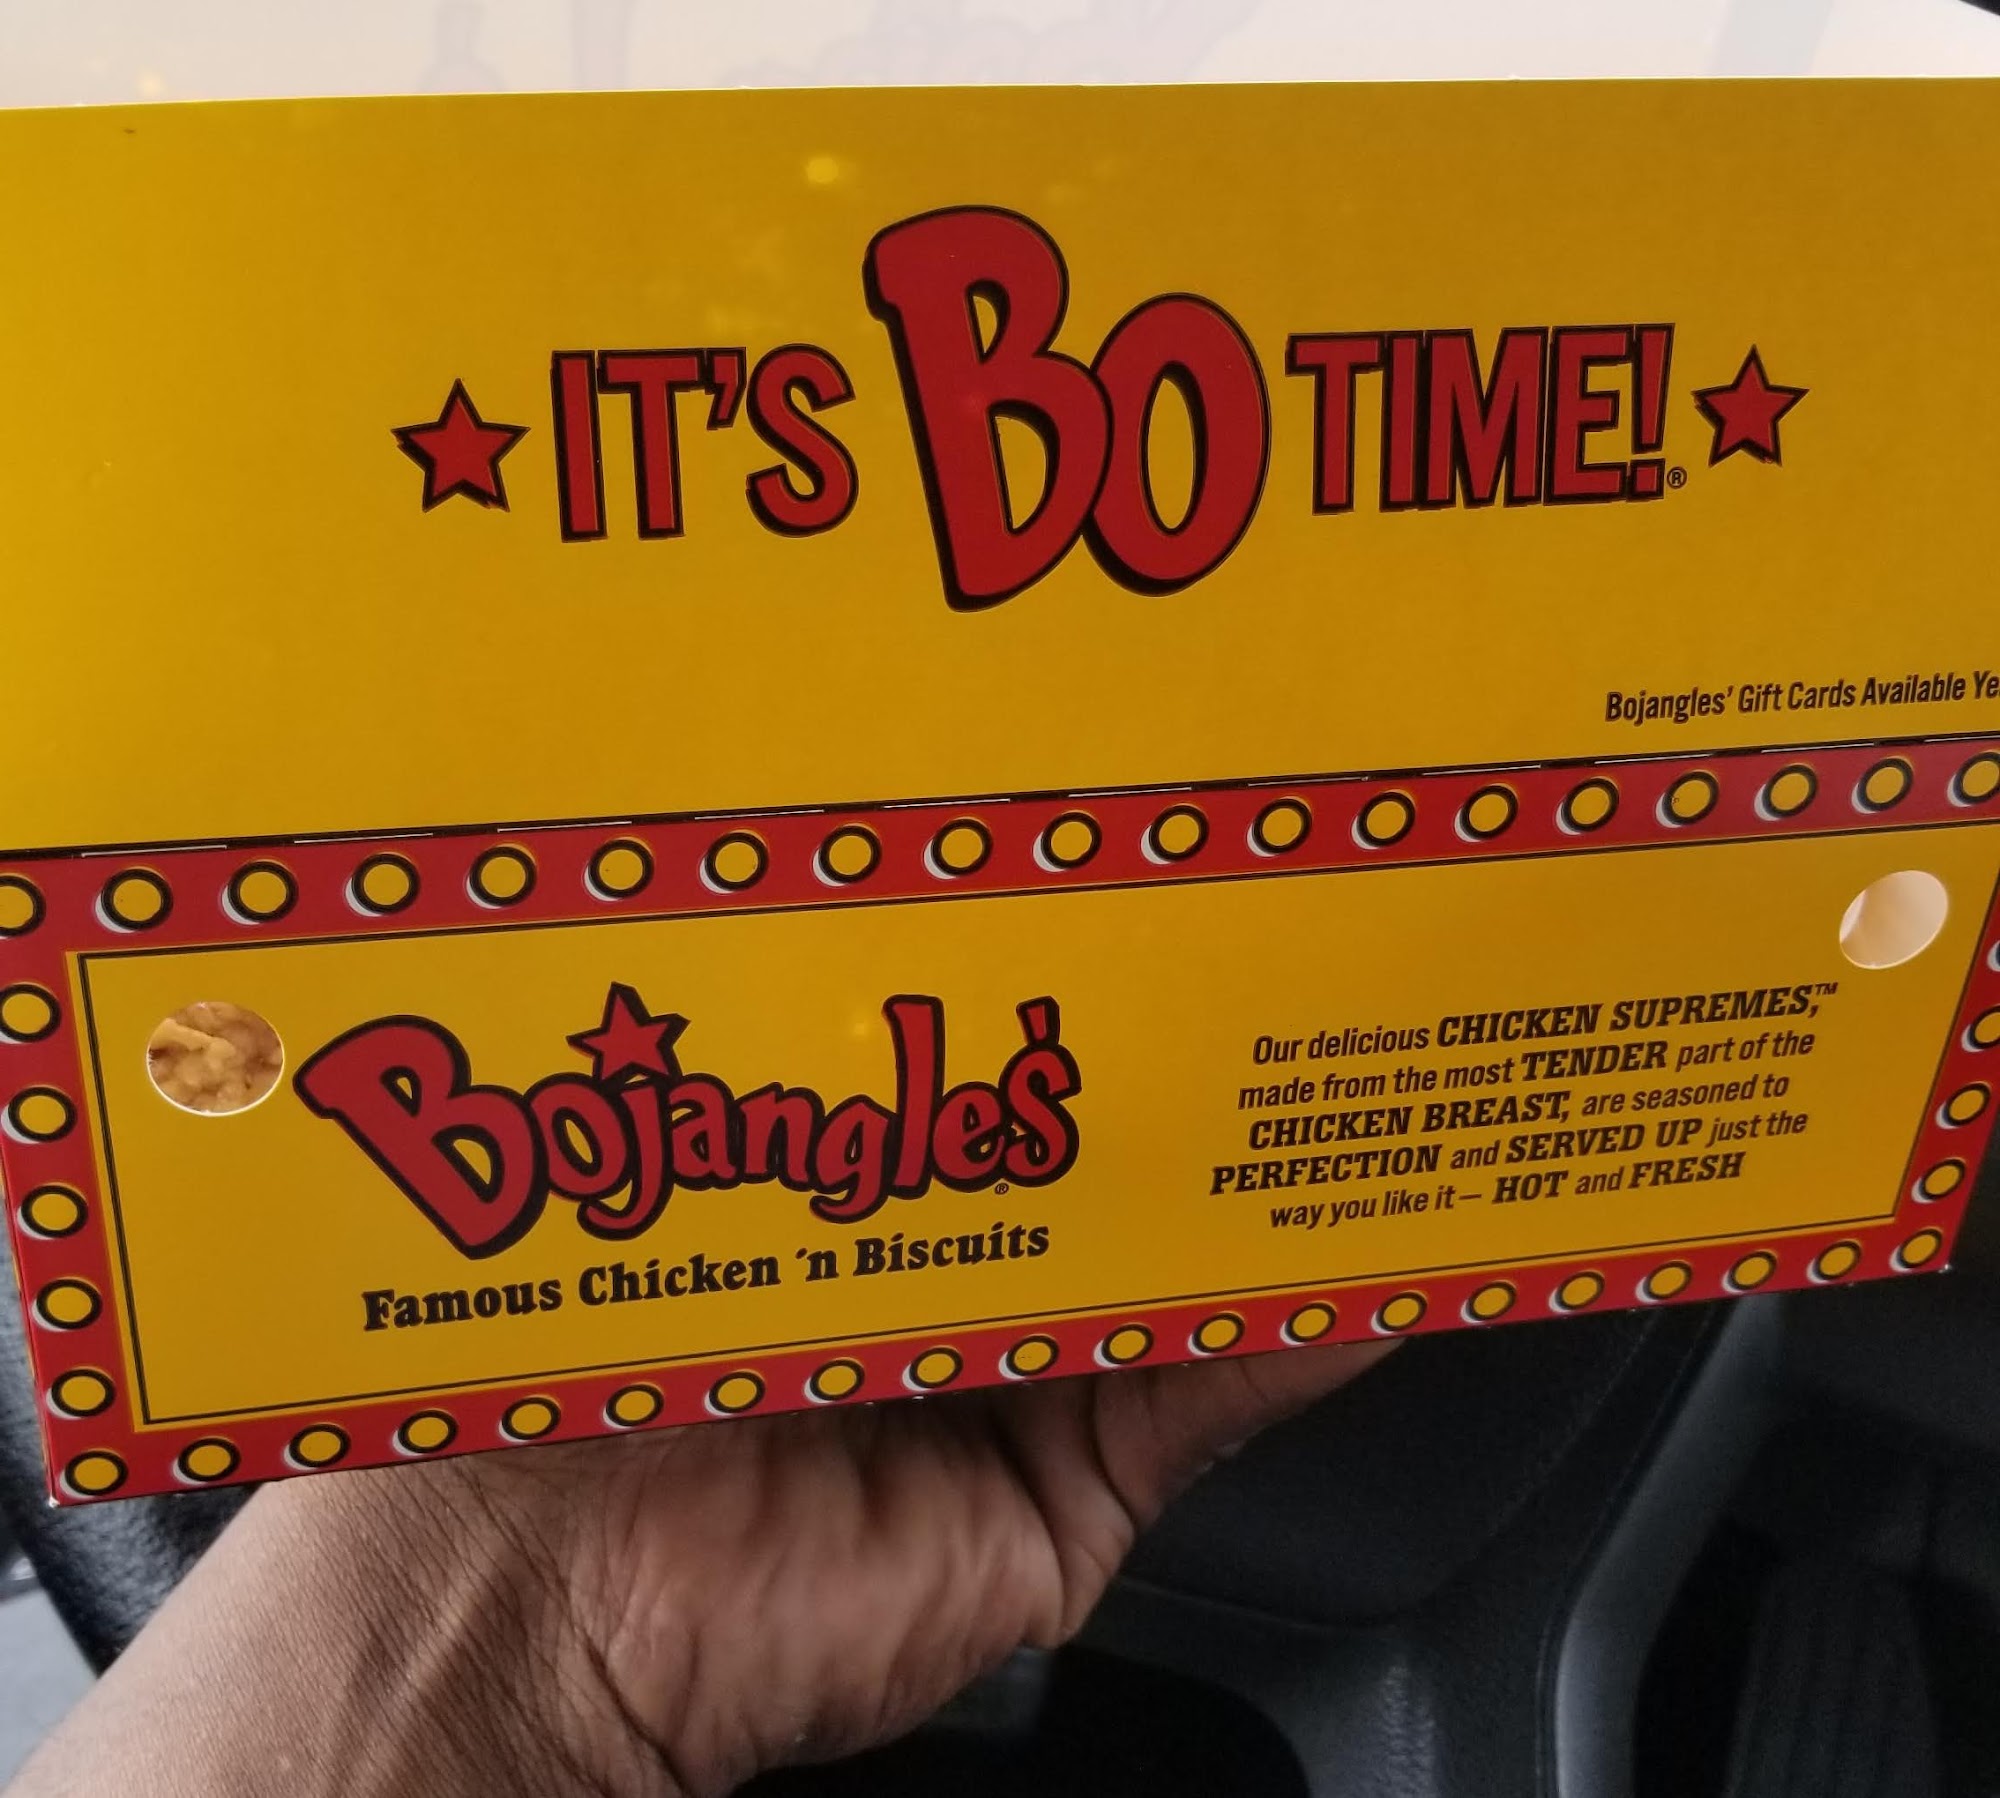 IT'S BO TIME!®
Bojangles' Gift Cards Available
Bojangles'®
Famous Chicken 'n Biscuits
Our delicious CHICKEN SUPREMES,™
made from the most TENDER part of the
CHICKEN BREAST, are seasoned to
PERFECTION and SERVED UP just the
way you like it— HOT and FRESH